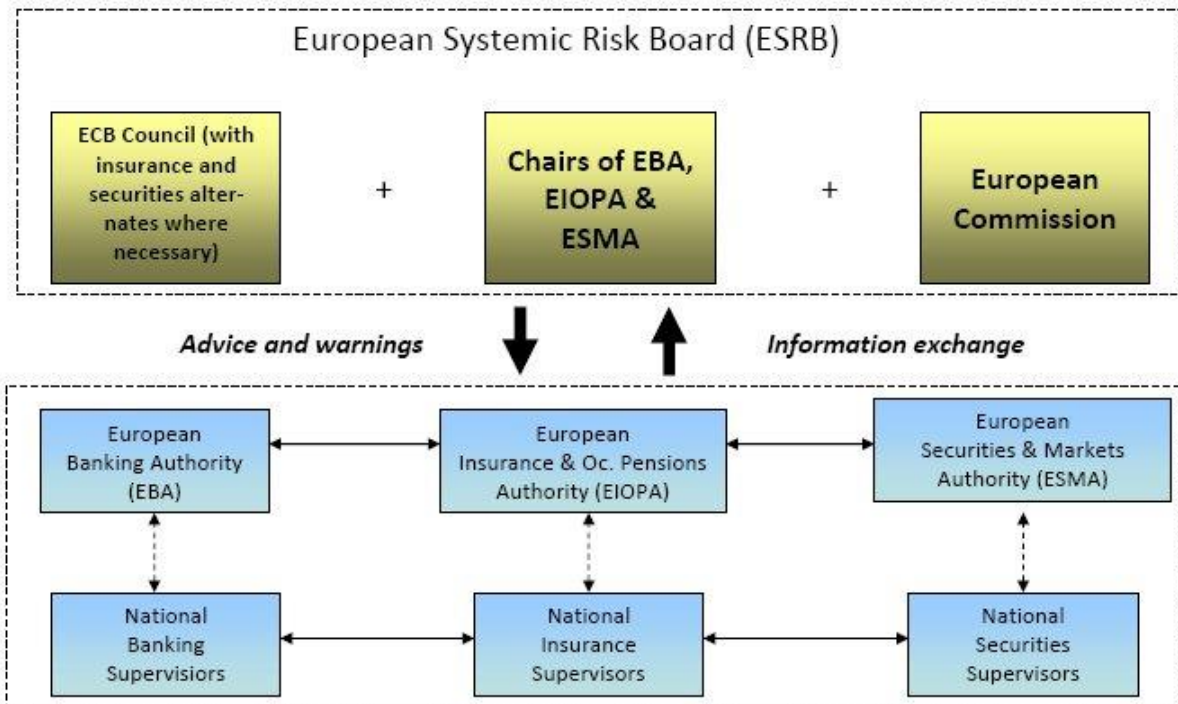 European Systemic Risk Board (ESRB)
ECB Council (with
insurance and
securities alter-
nates where
necessary)
+
Chairs of EBA,
EIOPA &
ESMA
+
European
Commission
Advice and warnings
Information exchange
European
Banking Authority
(EBA)
European
Insurance & Oc. Pensions
Authority (EIOPA)
European
Securities & Markets
Authority (ESMA)
National
Banking
Supervisiors
National
Insurance
Supervisors
National
Securities
Supervisors